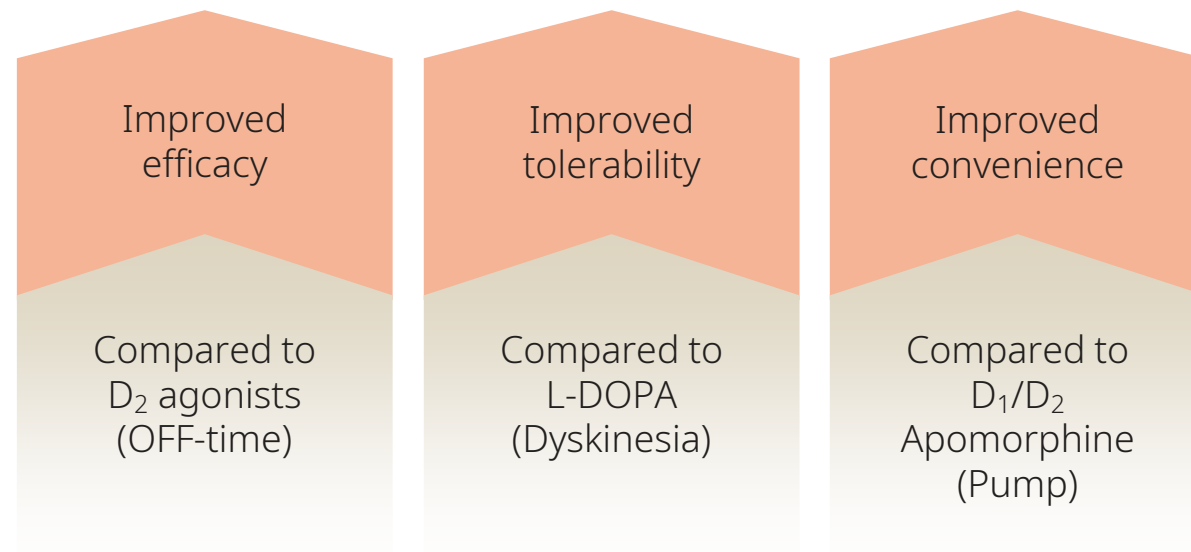 Improved
efficacy
Compared to
D₂ agonists
(OFF-time)
Improved
tolerability
Compared to
L-DOPA
(Dyskinesia)
Improved
convenience
Compared to
D₁/D₂
Apomorphine
(Pump)